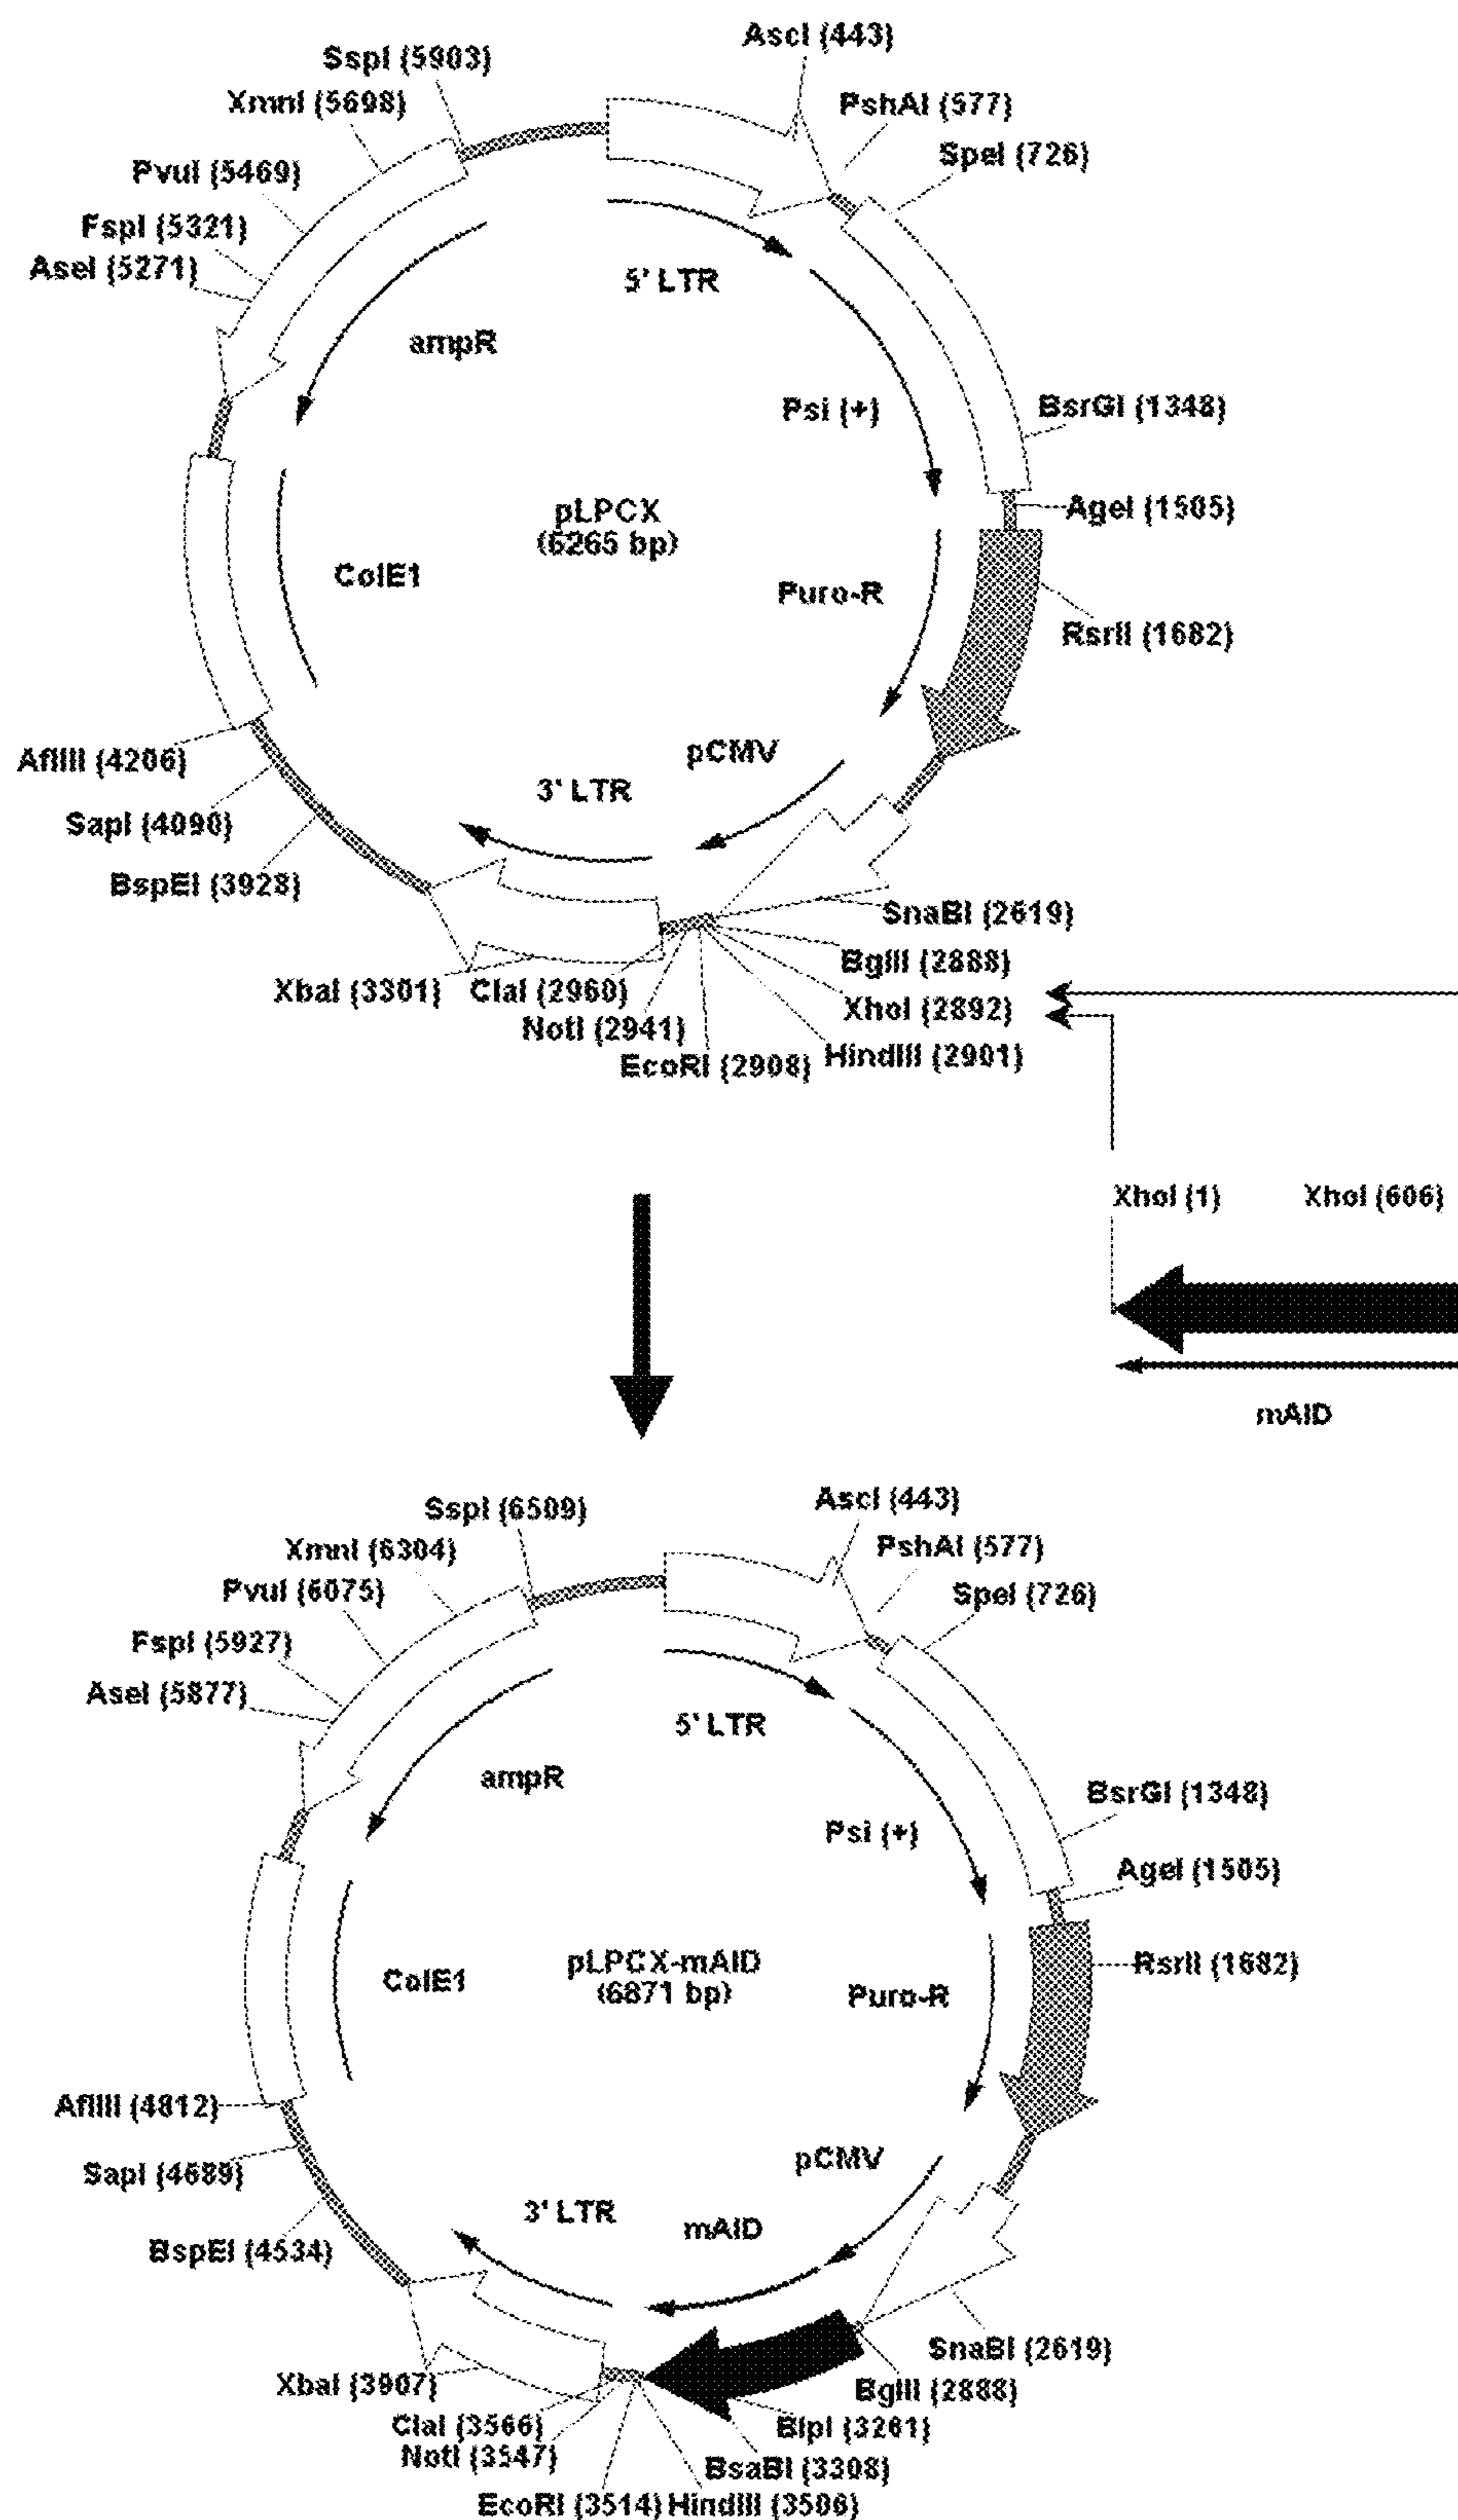 AscI (443)
SspI (5903)
XmnI (5698)
PshAI (577)
SpeI (726)
PvuI (5469)
FspI (5321)
AseI (5271)
5' LTR
ampR
Psi (+)
BsrGI (1348)
AgeI (1505)
pLPCX
(6265 bp)
ColE1
Puro-R
RsrII (1682)
pCMV
3' LTR
AflIII (4206)
SapI (4090)
BspEI (3928)
SnaBI (2619)
BglII (2888)
XbaI (3301)
ClaI (2960)
XhoI (2892)
NotI (2941)
HindIII (2901)
EcoRI (2908)
XhoI (1)
XhoI (606)
mAID
AscI (443)
SspI (6509)
PshAI (577)
XmnI (6304)
PvuI (6075)
SpeI (726)
FspI (5927)
AseI (5877)
5' LTR
ampR
BsrGI (1348)
Psi (+)
AgeI (1505)
pLPCX-mAID
(6871 bp)
RsrII (1682)
ColE1
Puro-R
AflIII (4812)
pCMV
SapI (4689)
3' LTR
mAID
BspEI (4534)
SnaBI (2619)
XbaI (3907)
BglII (2888)
ClaI (3566)
BlpI (3261)
NotI (3547)
BsaBI (3308)
EcoRI (3514)
HindIII (3506)